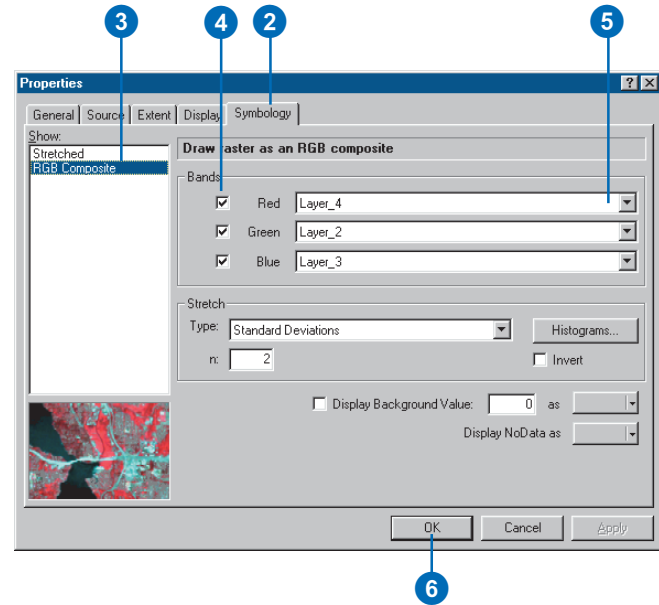 3 4 2 5
Properties
General Source Extent Display Symbology
Show:
Stretched
RGB Composite
Draw raster as an RGB composite
Bands
Red Layer_4
Green Layer_2
Blue Layer_3
Stretch
Type: Standard Deviations Histograms...
n: 2 Invert
Display Background Value: 0 as
Display NoData as
OK Cancel Apply
6